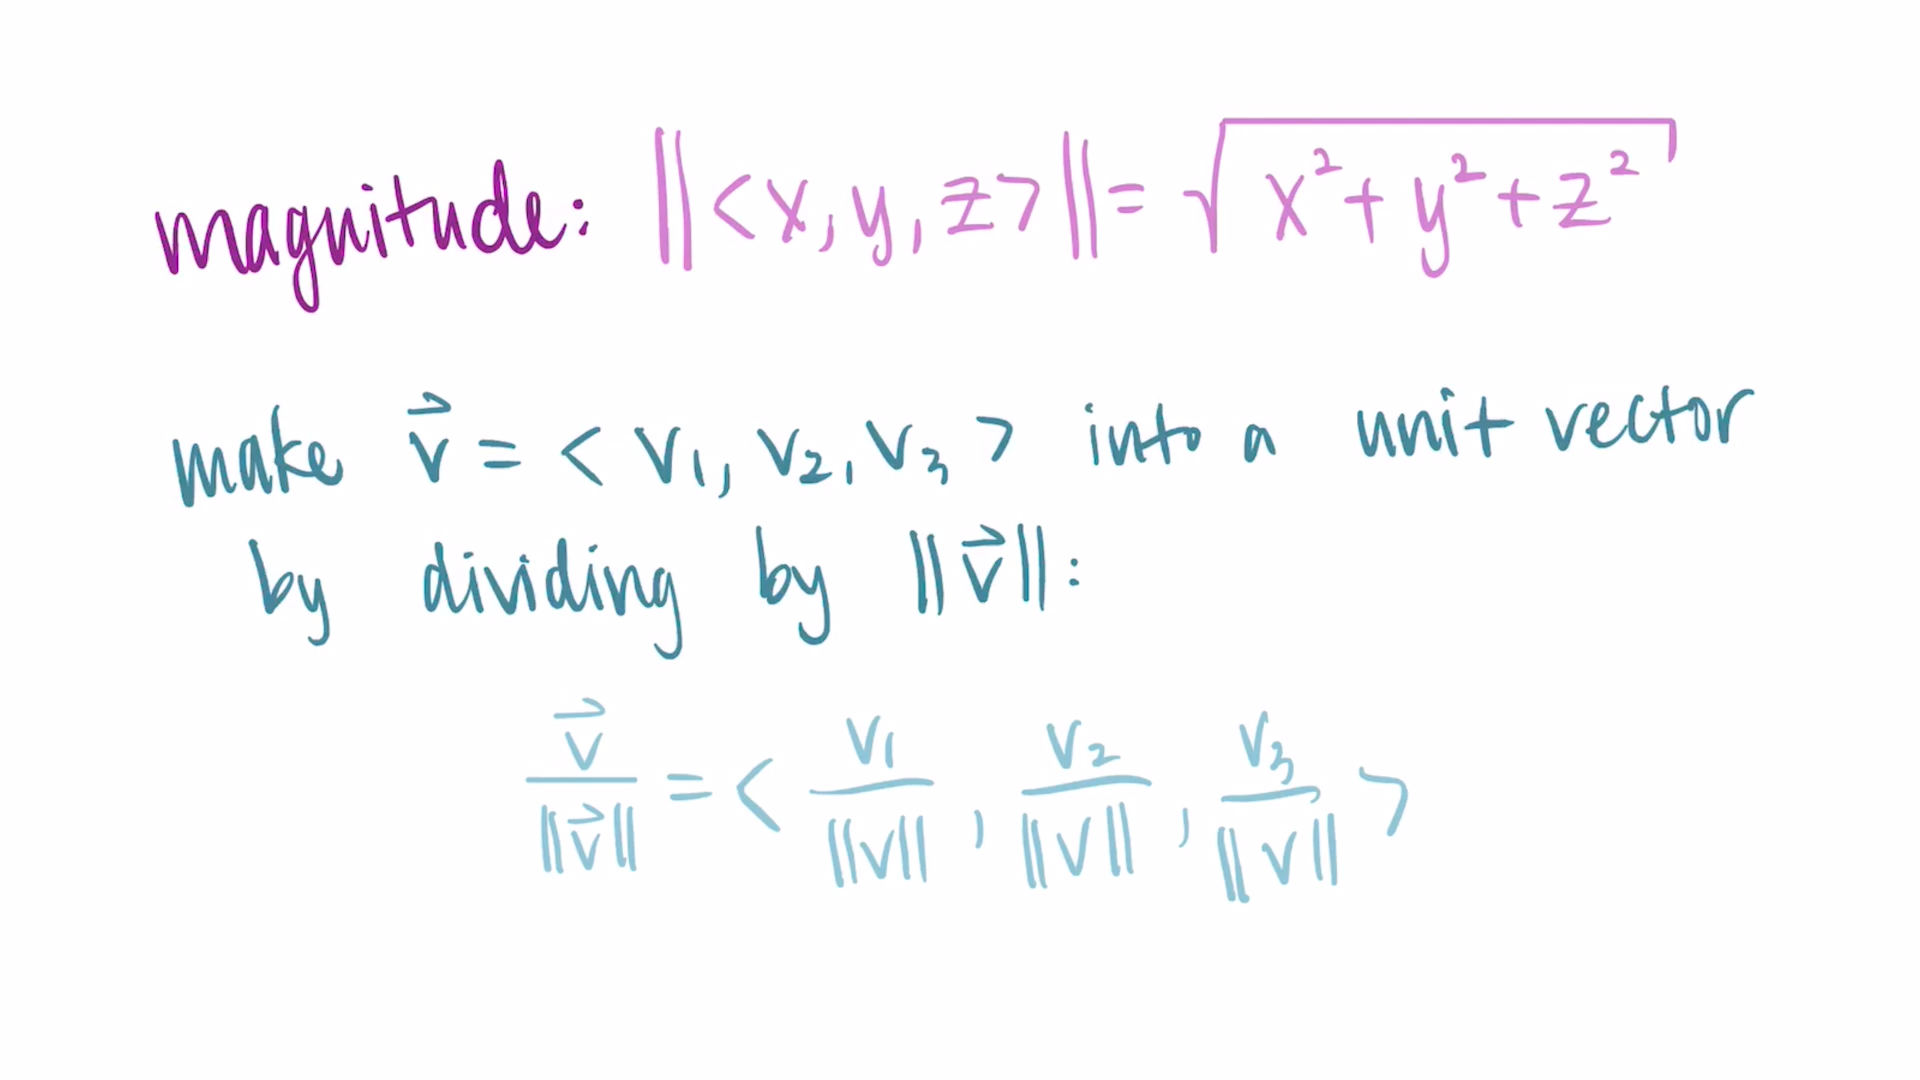 magnitude: ||<x, y, z>|| = √x² + y² + z²
make v⃗ = < v₁, v₂, v₃ > into a unit vector
by dividing by ||v⃗||:
v⃗/||v⃗|| = < v₁/||v||, v₂/||v||, v₃/||v|| >